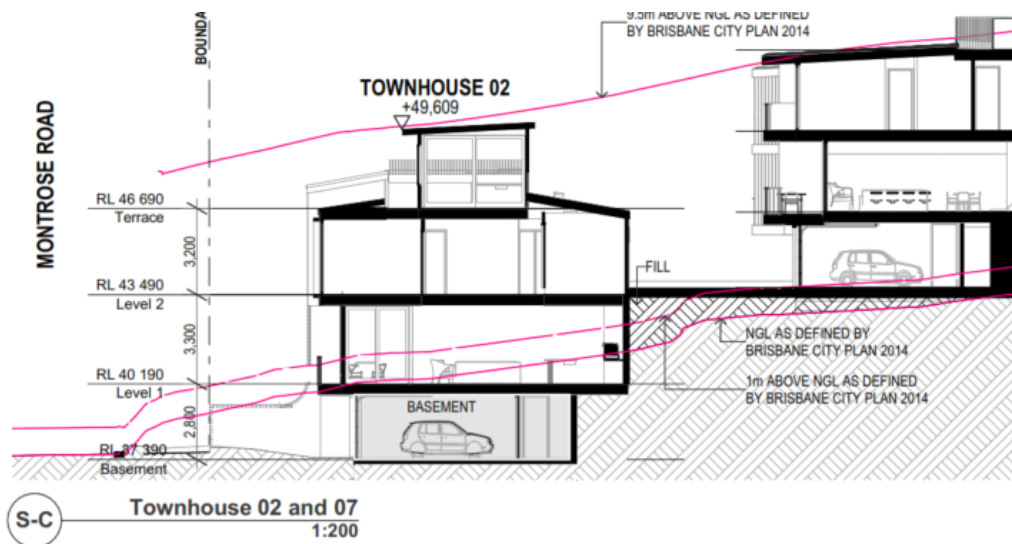 9.5m ABOVE NGL AS DEFINED
BY BRISBANE CITY PLAN 2014
BOUNDA
TOWNHOUSE 02
+49,609
MONTROSE ROAD
RL 46 690
Terrace
3,200
FILL
RL 43 490
Level 2
3,300
NGL AS DEFINED BY
BRISBANE CITY PLAN 2014
RL 40 190
Level 1
1m ABOVE NGL AS DEFINED
BY BRISBANE CITY PLAN 2014
2,800
BASEMENT
RL 37 390
Basement
S-C
Townhouse 02 and 07
1:200